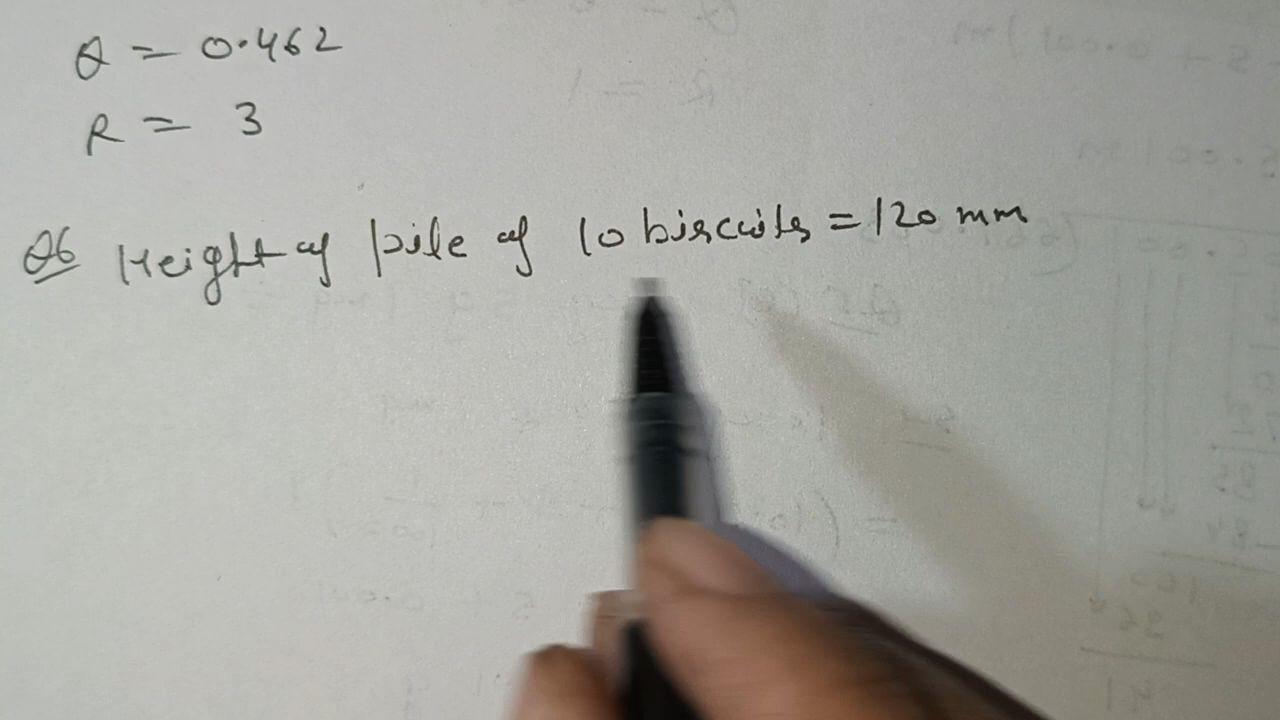 Q = 0.462
R = 3
Q6 Height of pile of 10 biscuits = 120 mm